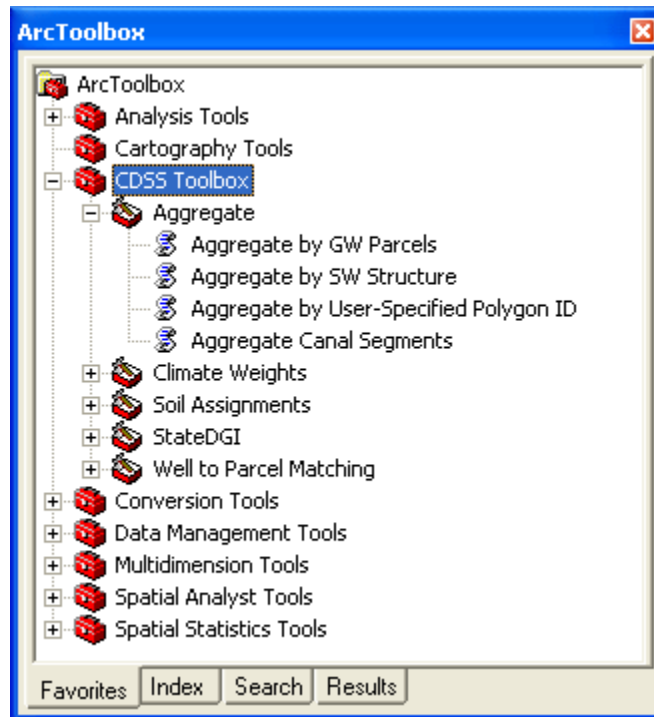 ArcToolbox
ArcToolbox
Analysis Tools
Cartography Tools
CDSS Toolbox
Aggregate
Aggregate by GW Parcels
Aggregate by SW Structure
Aggregate by User-Specified Polygon ID
Aggregate Canal Segments
Climate Weights
Soil Assignments
StateDGI
Well to Parcel Matching
Conversion Tools
Data Management Tools
Multidimension Tools
Spatial Analyst Tools
Spatial Statistics Tools
Favorites Index Search Results